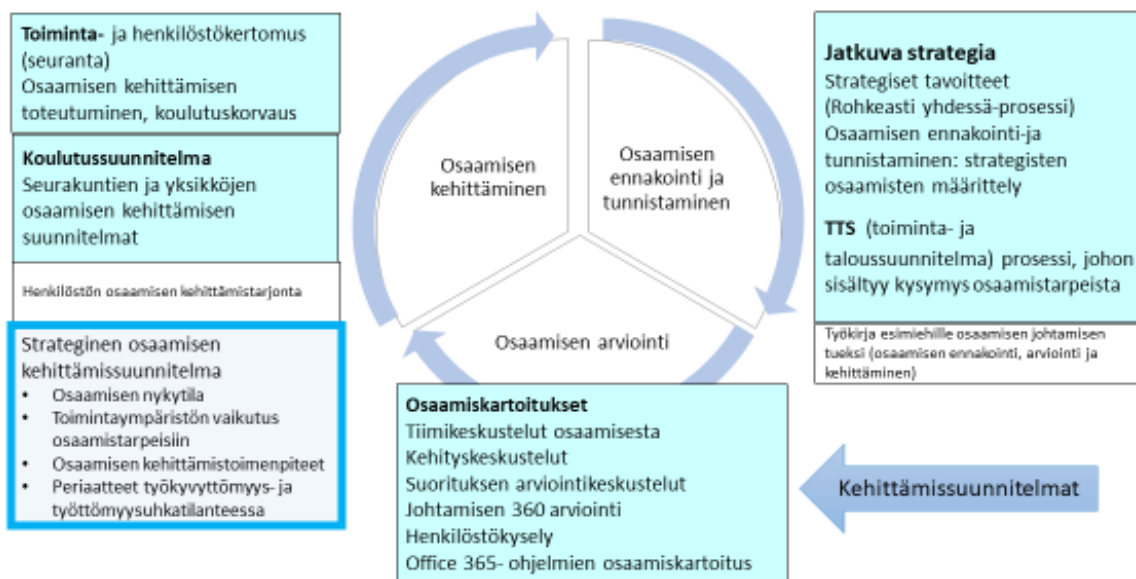 Toiminta- ja henkilöstökertomus
(seuranta)
Osaamisen kehittämisen
toteutuminen, koulutuskorvaus
Koulutussuunnitelma
Seurakuntien ja yksikköjen
osaamisen kehittämisen
suunnitelmat
Henkilöstön osaamisen kehittämistarjonta
Strateginen osaamisen
kehittämissuunnitelma
• Osaamisen nykytila
• Toimintaympäristön vaikutus
osaamistarpeisiin
• Osaamisen kehittämistoimenpiteet
• Periaatteet työkyvyttömyys- ja
työttömyysuhkatilanteessa
Osaamisen
kehittäminen
Osaamisen
ennakointi ja
tunnistaminen
Osaamisen arviointi
Osaamiskartoitukset
Tiimikeskustelut osaamisesta
Kehityskeskustelut
Suorituksen arviointikeskustelut
Johtamisen 360 arviointi
Henkilöstökysely
Office 365- ohjelmien osaamiskartoitus
Jatkuva strategia
Strategiset tavoitteet
(Rohkeasti yhdessä-prosessi)
Osaamisen ennakointi-ja
tunnistaminen: strategisten
osaamisten määrittely
TTS (toiminta- ja
taloussuunnitelma) prosessi, johon
sisältyy kysymys osaamistarpeista
Työkirja esimiehille osaamisen johtamisen
tueksi (osaamisen ennakointi, arviointi ja
kehittäminen)
Kehittämissuunnitelmat